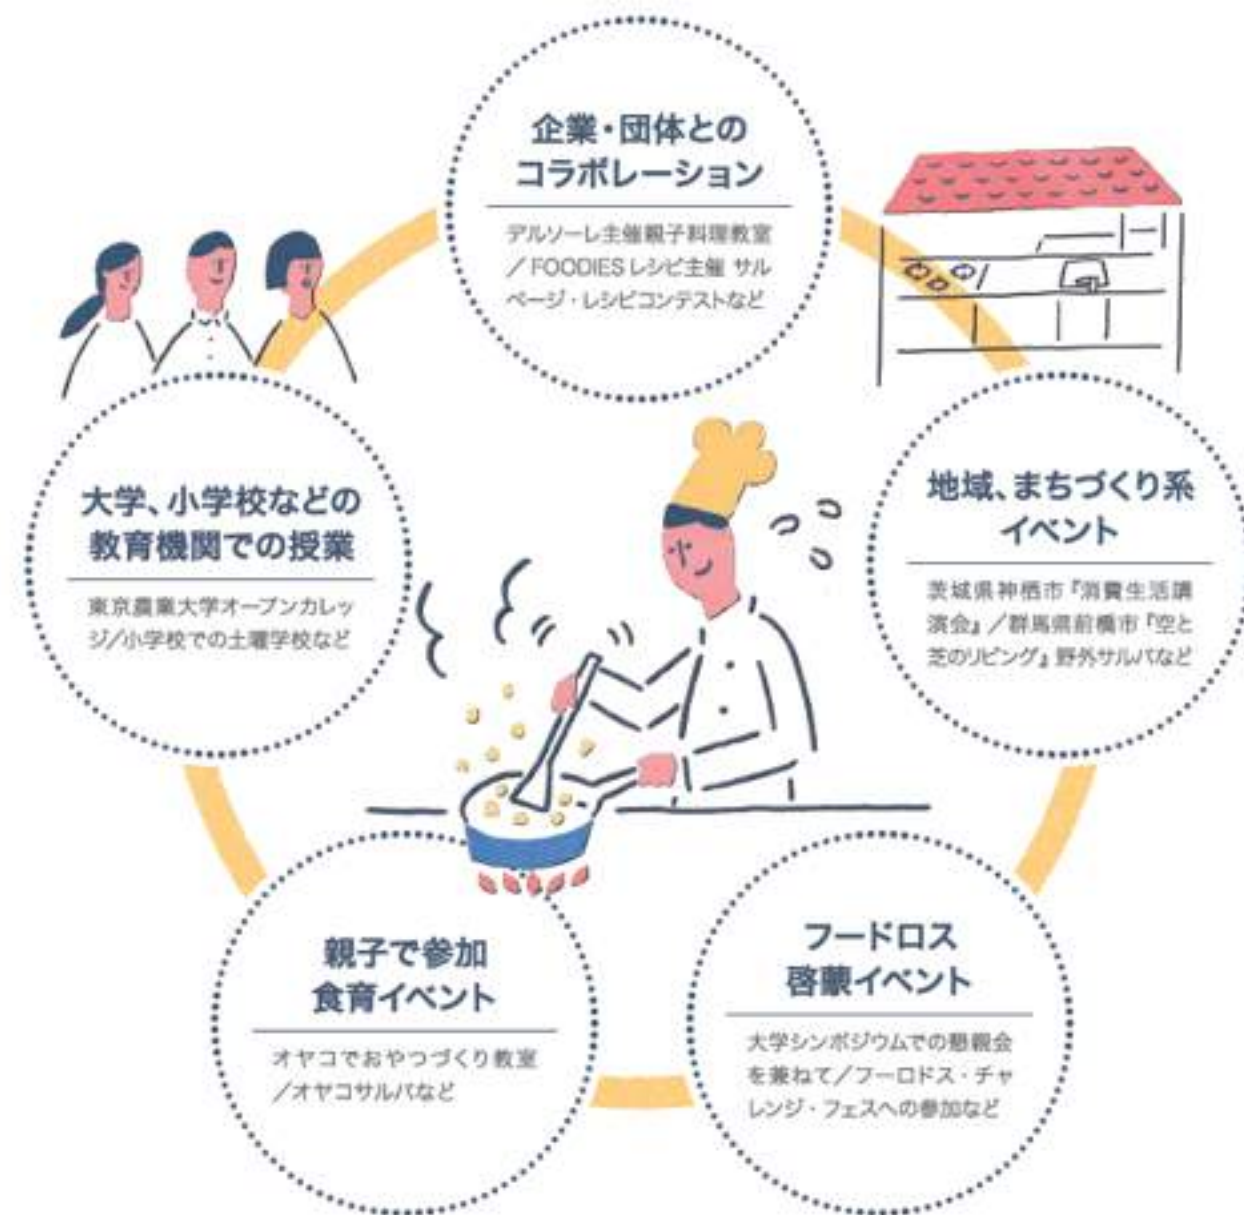 企業・団体との
コラボレーション
デルソーレ主催親子料理教室
／FOODIESレシピ主催 サル
ベージ・レシピコンテストなど
大学、小学校などの
教育機関での授業
東京農業大学オープンカレッ
ジ/小学校での土曜学校など
地域、まちづくり系
イベント
茨城県神栖市『消費生活講
演会』／群馬県前橋市『空と
芝のリビング』野外サルパなど
親子で参加
食育イベント
オヤコでおやつづくり教室
/オヤコサルパなど
フードロス
啓蒙イベント
大学シンポジウムでの懇親会
を兼ねて/フーロドス・チャ
レンジ・フェスへの参加など